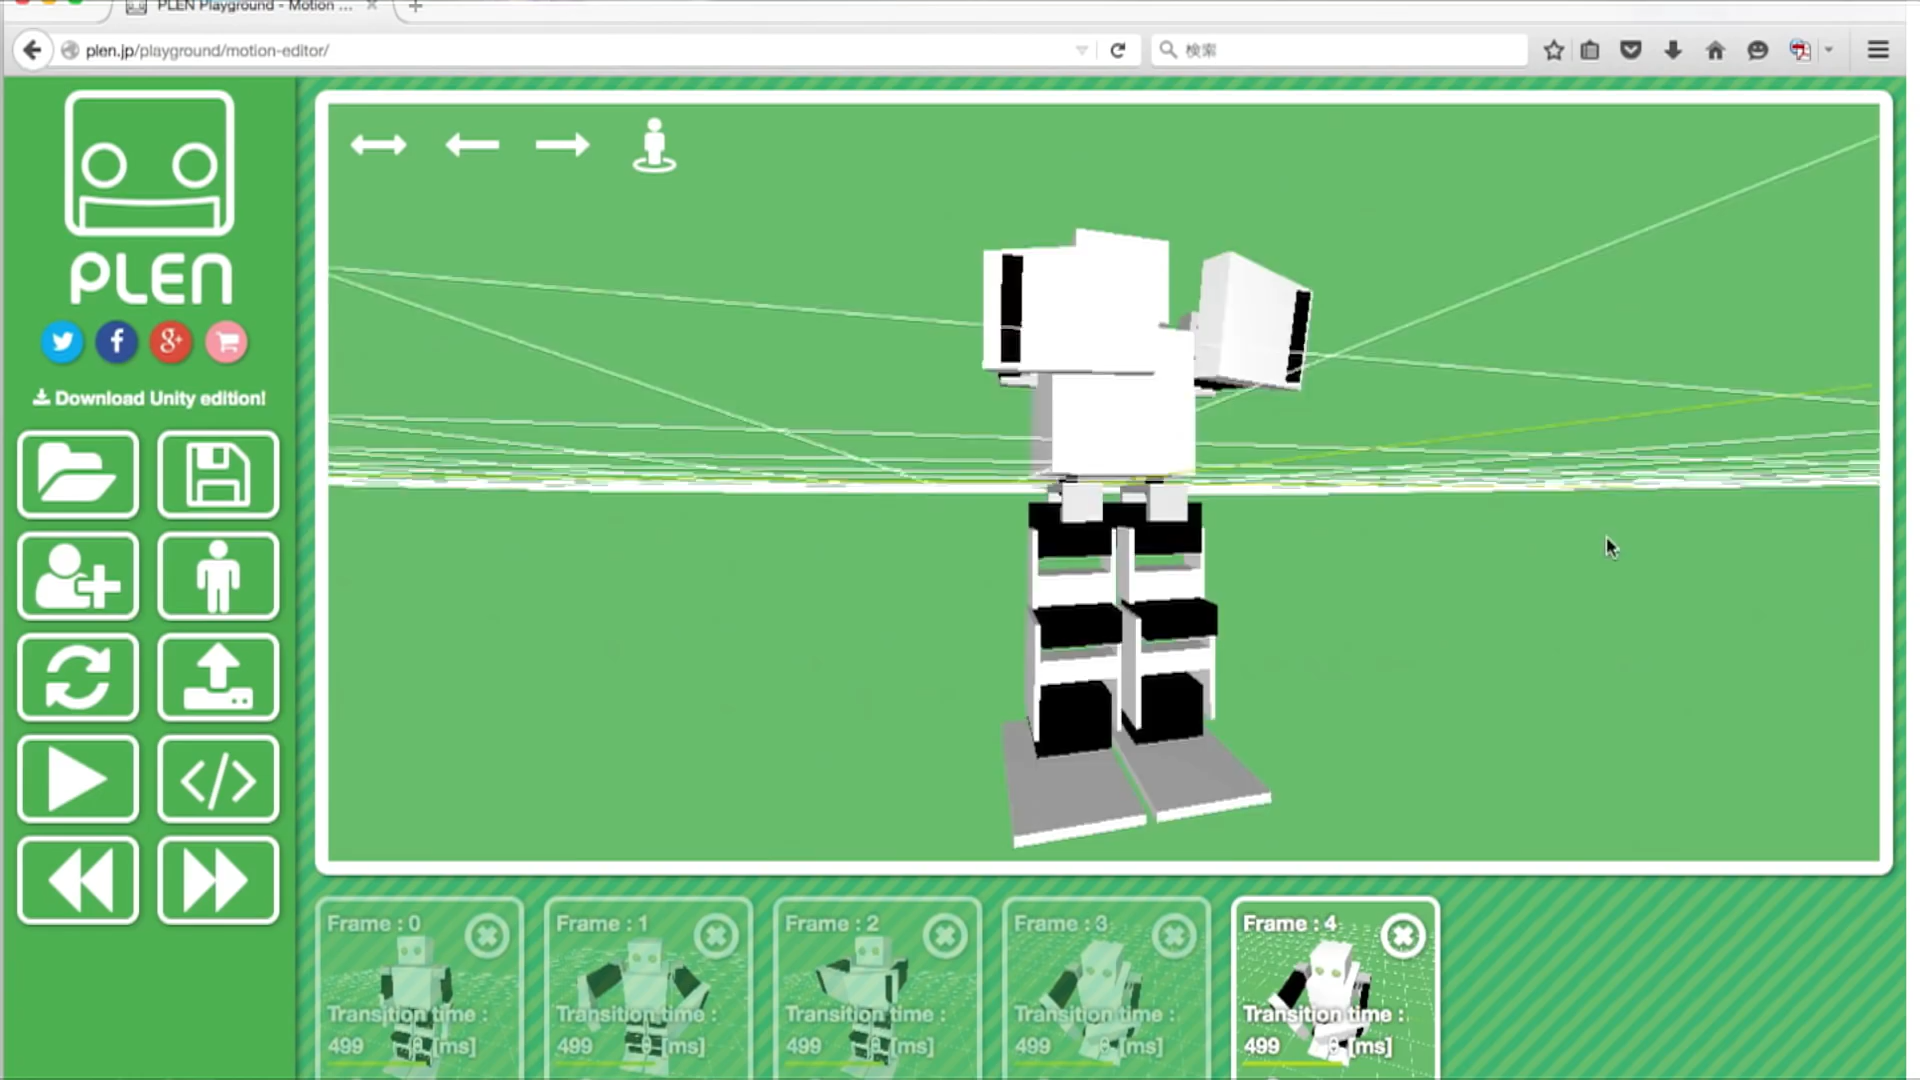 PLEN Playground - Motion ...
plen.jp/playground/motion-editor/
検索
PLEN
Download Unity edition!
Frame : 0
Transition time :
499 [ms]
Frame : 1
Transition time :
499 [ms]
Frame : 2
Transition time :
499 [ms]
Frame : 3
Transition time :
499 [ms]
Frame : 4
Transition time :
499 [ms]